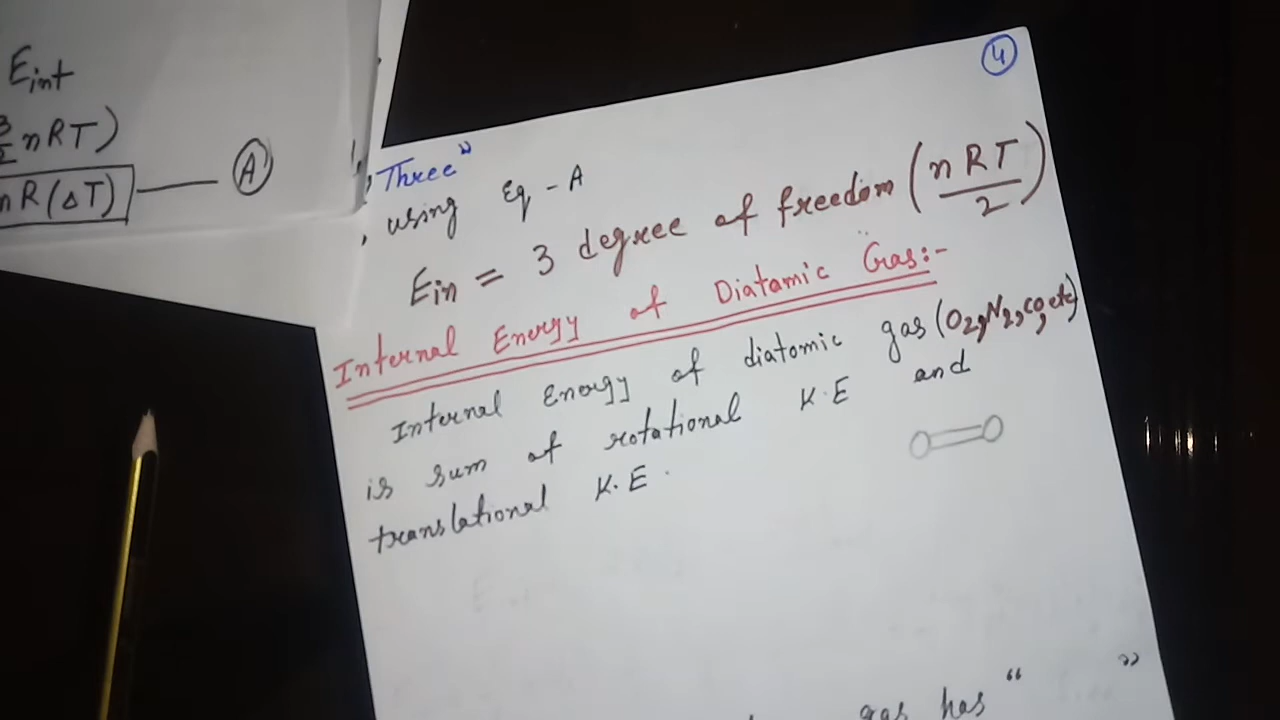 Eint
3/2 nRT)
nR(ΔT) —— (A)
4
Three"
, using Eq - A
Ein = 3 degree of freedom (nRT/2)
Internal Energy of Diatamic Gas:-
Internal Energy of diatomic gas (O2, N2, CO, etc)
is sum of rotational K.E and
translational K.E.
gas has " "